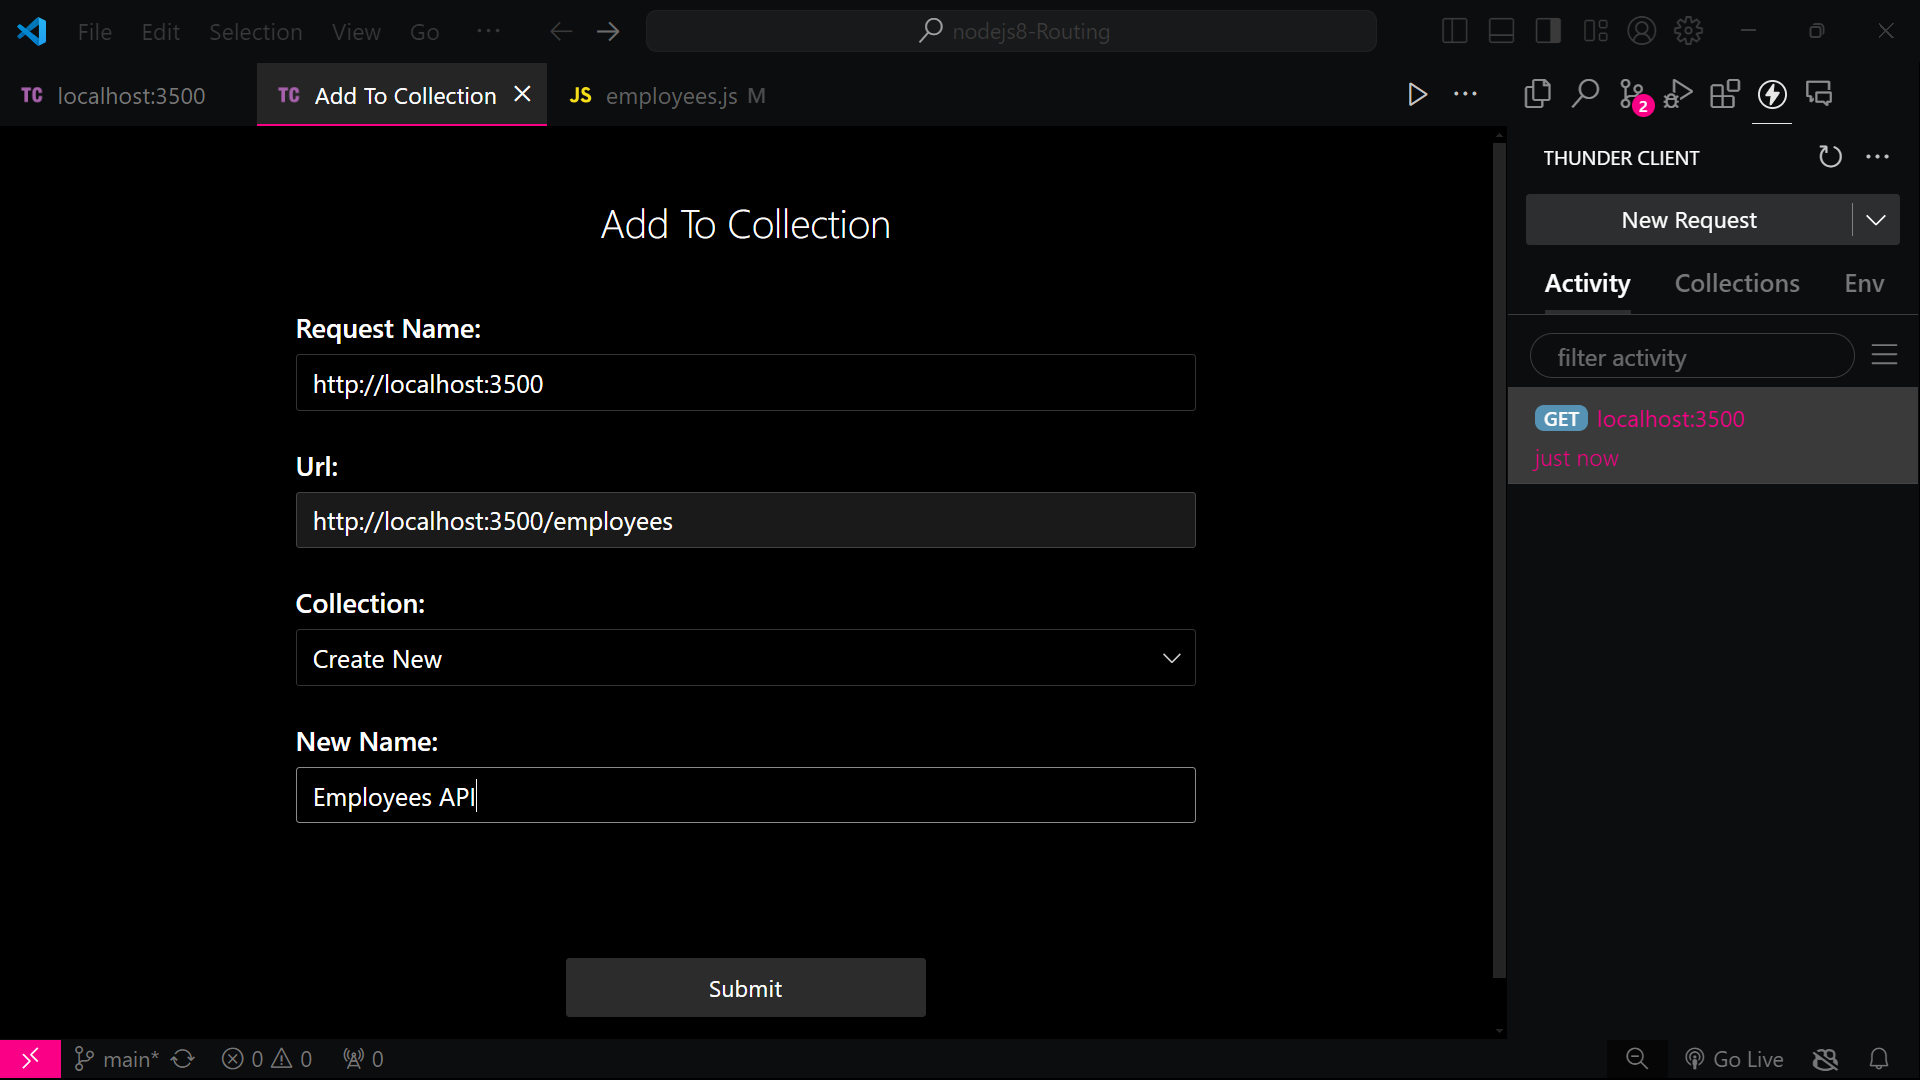 File Edit Selection View Go ··· nodejs8-Routing
TC localhost:3500 TC Add To Collection JS employees.js M
2
THUNDER CLIENT
New Request
Activity Collections Env
filter activity
GET localhost:3500
just now
Add To Collection
Request Name:
http://localhost:3500
Url:
http://localhost:3500/employees
Collection:
Create New
New Name:
Employees API
Submit
main* 0 0 0 Go Live